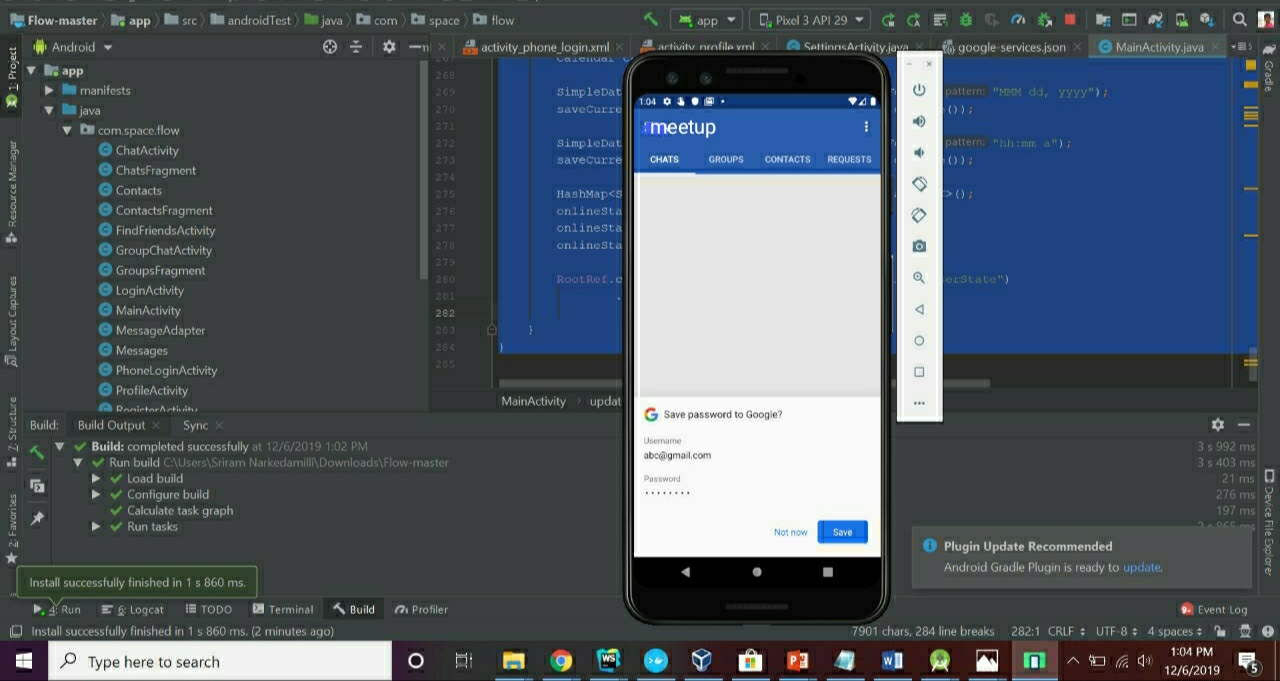 Flow-master app src androidTest java com space flow
app Pixel 3 API 29
1: Project
Resource Manager
Layout Captures
Z: Structure
2: Favorites
Android
app
manifests
java
com.space.flow
ChatActivity
ChatsFragment
Contacts
ContactsFragment
FindFriendsActivity
GroupChatActivity
GroupsFragment
LoginActivity
MainActivity
MessageAdapter
Messages
PhoneLoginActivity
ProfileActivity
RegisterActivity
activity_phone_login.xml activity_profile.xml SettingsActivity.java google-services.json MainActivity.java
268
269 SimpleDat pattern: "MMM dd, yyyy");
270 saveCurre ());
271
272 SimpleDat pattern: "hh:mm a");
273 saveCurre ());
274
275 HashMap<S >();
276 onlineSta
277 onlineSta
278 onlineSta
279
280 RootRef.c erState")
281 .
282
283 }
284 }
285
MainActivity updat
1:04
meetup
CHATS GROUPS CONTACTS REQUESTS
Save password to Google?
Username
abc@gmail.com
Password
Not now Save
Gradle
Device File Explorer
Build: Build Output Sync
Build: completed successfully at 12/6/2019 1:02 PM 3 s 992 ms
Run build C:\Users\Sriram Narkedamilli\Downloads\Flow-master 3 s 403 ms
Load build 21 ms
Configure build 276 ms
Calculate task graph 197 ms
Run tasks 2 s 865 ms
Plugin Update Recommended
Android Gradle Plugin is ready to update.
Install successfully finished in 1 s 860 ms.
4: Run 6: Logcat TODO Terminal Build Profiler Event Log
Install successfully finished in 1 s 860 ms. (2 minutes ago) 7901 chars, 284 line breaks 282:1 CRLF UTF-8 4 spaces
Type here to search
1:04 PM
12/6/2019
5